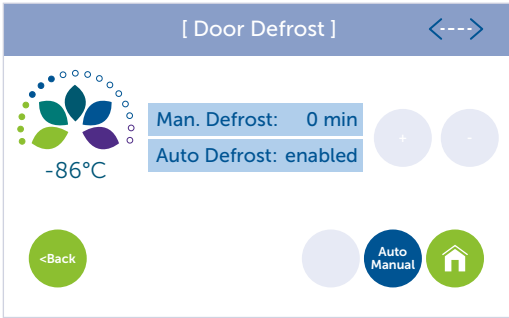 [ Door Defrost ]
<---->
Man. Defrost: 0 min
Auto Defrost: enabled
+ -
-86°C
<Back
Auto
Manual